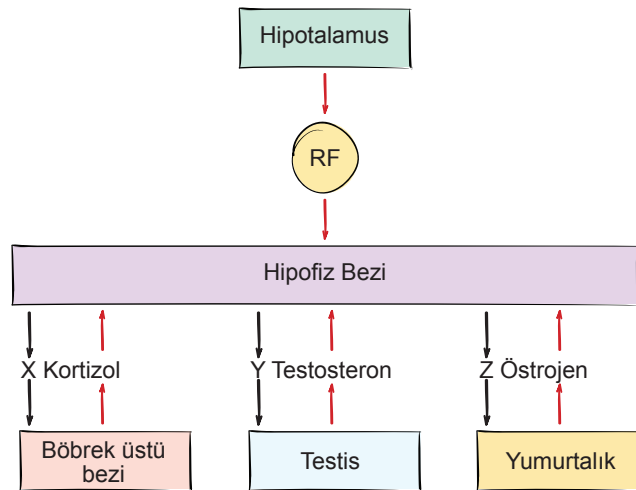 Hipotalamus
RF
Hipofiz Bezi
X Kortizol
Y Testosteron
Z Östrojen
Böbrek üstü
bezi
Testis
Yumurtalık